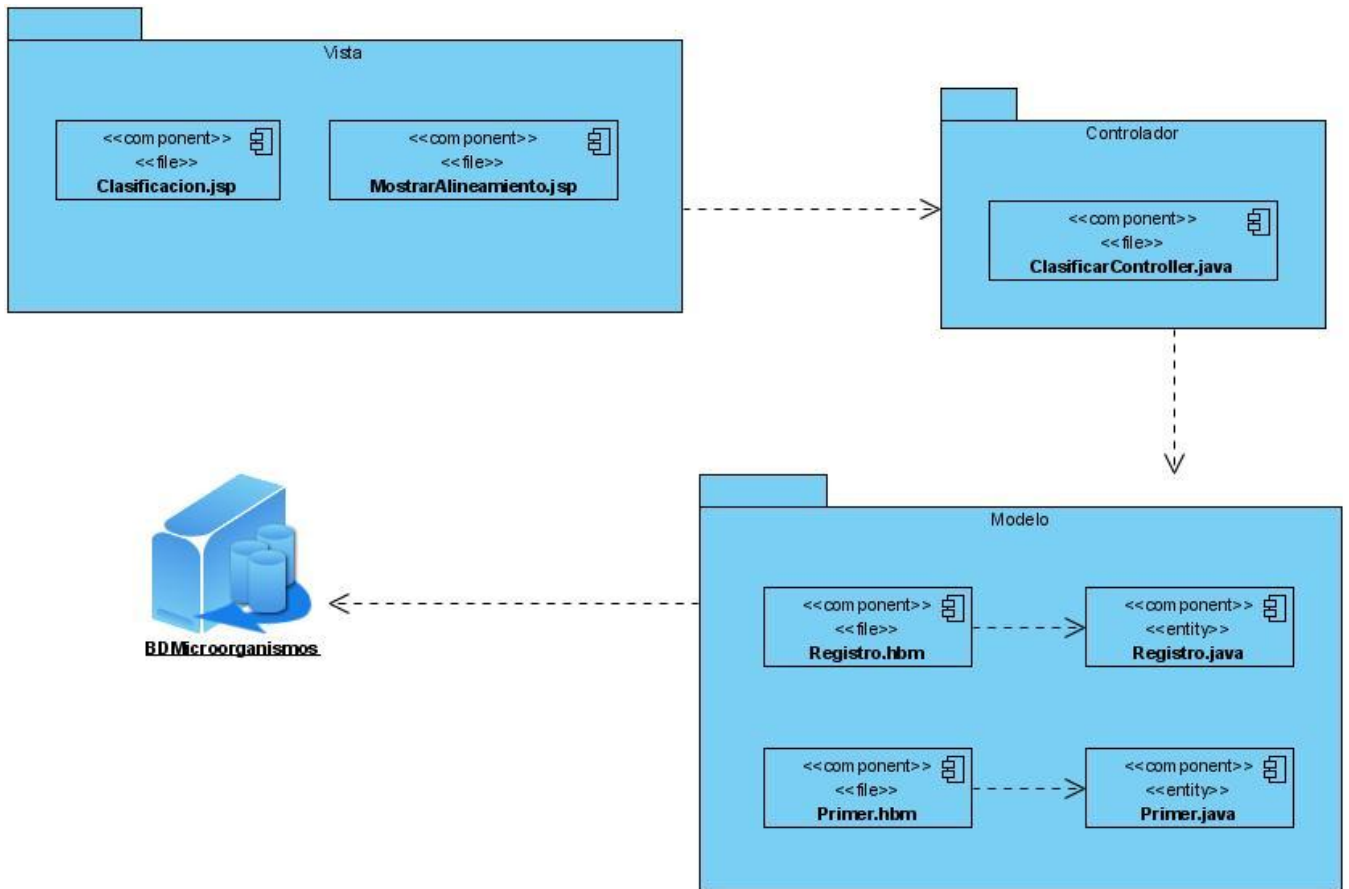 Vista
<<component>>
<<file>>
Clasificacion.jsp
<<component>>
<<file>>
MostrarAlineamiento.jsp
Controlador
<<component>>
<<file>>
ClasificarController.java
Modelo
<<component>>
<<file>>
Registro.hbm
<<component>>
<<entity>>
Registro.java
BDMicroorganismos
<<component>>
<<file>>
Primer.hbm
<<component>>
<<entity>>
Primer.java